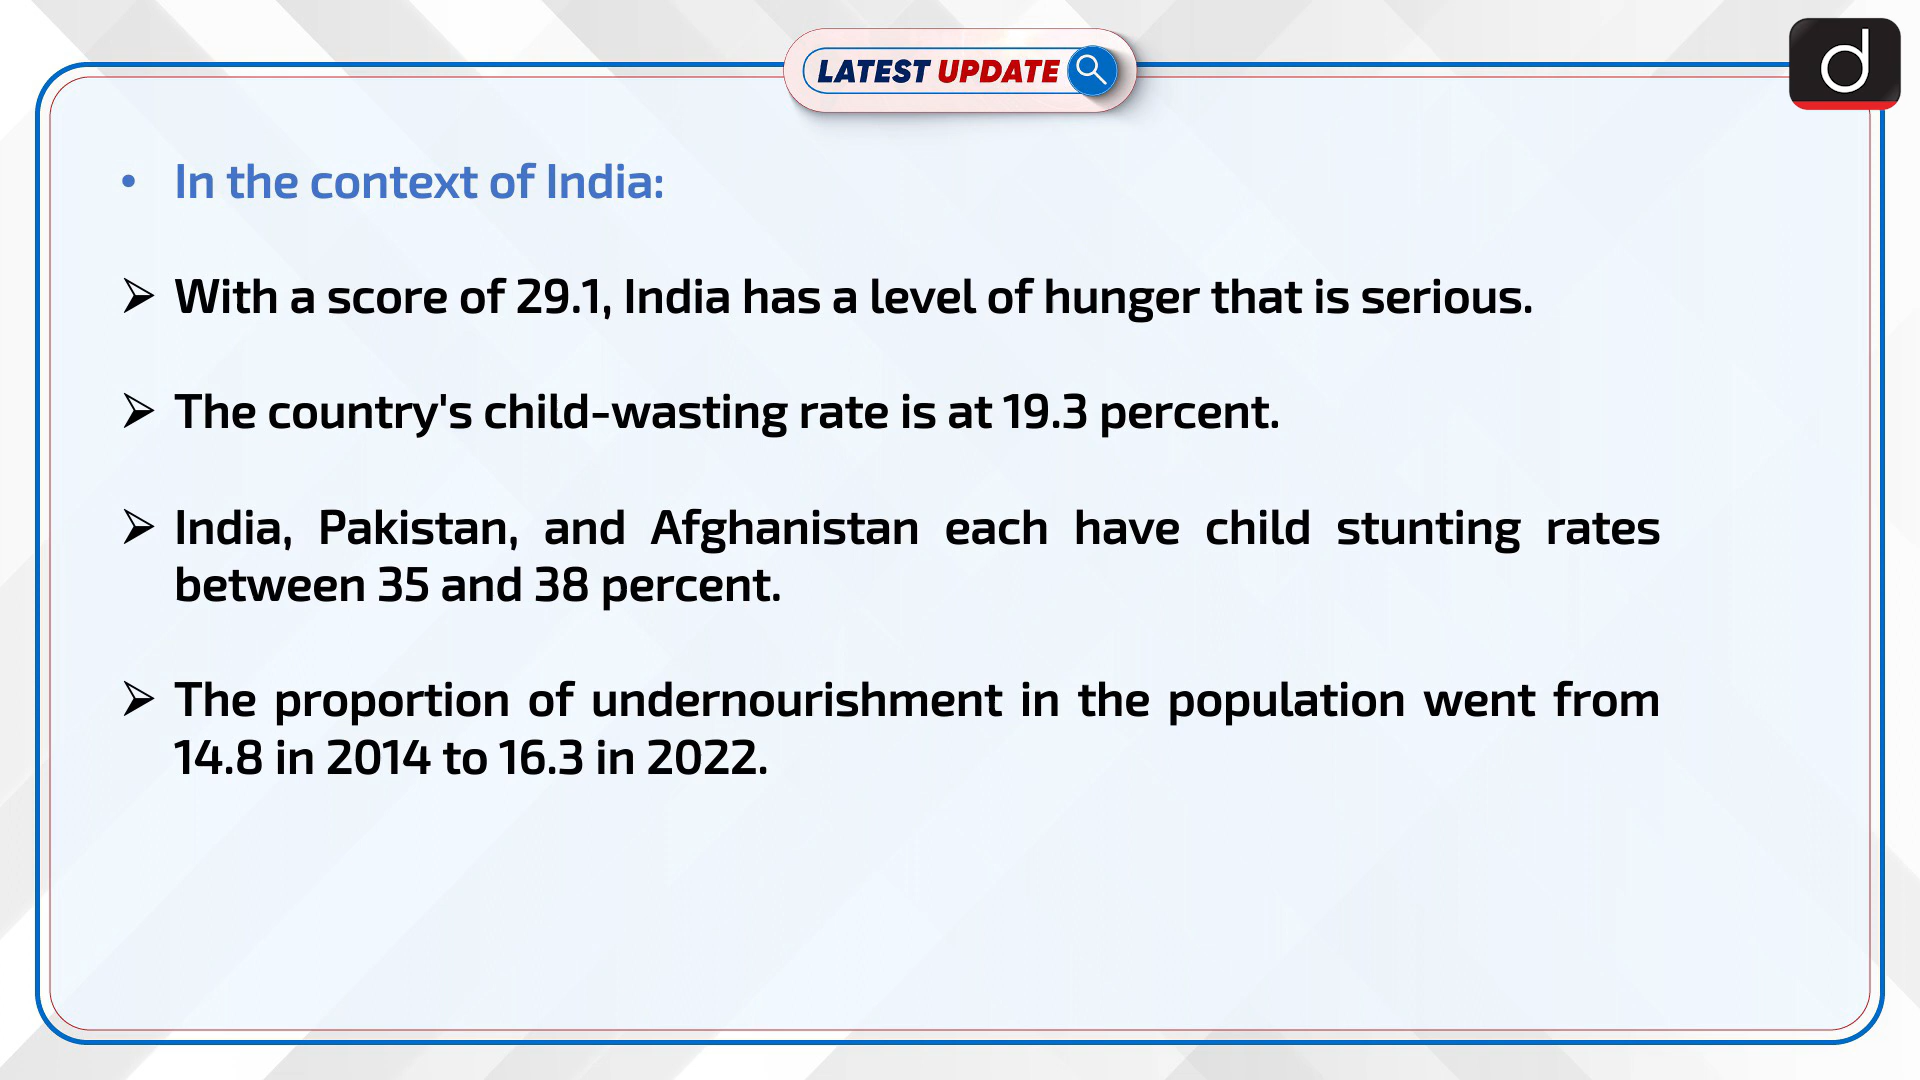 LATEST UPDATE
d
• In the context of India:
➢ With a score of 29.1, India has a level of hunger that is serious.
➢ The country's child-wasting rate is at 19.3 percent.
➢ India, Pakistan, and Afghanistan each have child stunting rates
between 35 and 38 percent.
➢ The proportion of undernourishment in the population went from
14.8 in 2014 to 16.3 in 2022.